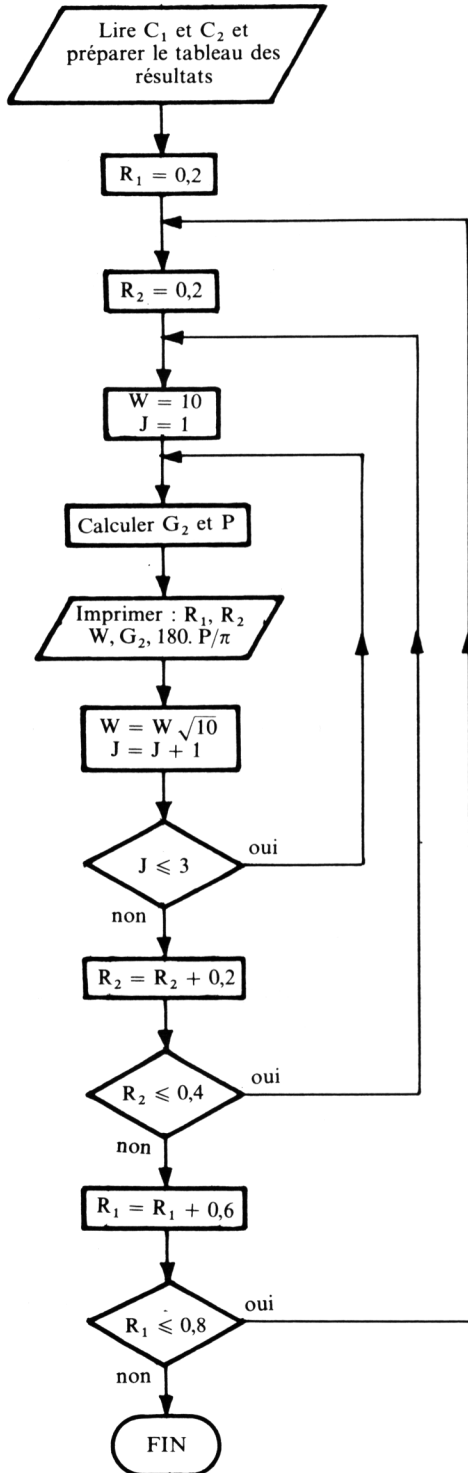 Lire C₁ et C₂ et
préparer le tableau des
résultats
R₁ = 0,2
R₂ = 0,2
W = 10
J = 1
Calculer G₂ et P
Imprimer : R₁, R₂
W, G₂, 180. P/π
W = W √10
J = J + 1
J ⩽ 3
oui
non
R₂ = R₂ + 0,2
R₂ ⩽ 0,4
oui
non
R₁ = R₁ + 0,6
R₁ ⩽ 0,8
oui
non
FIN